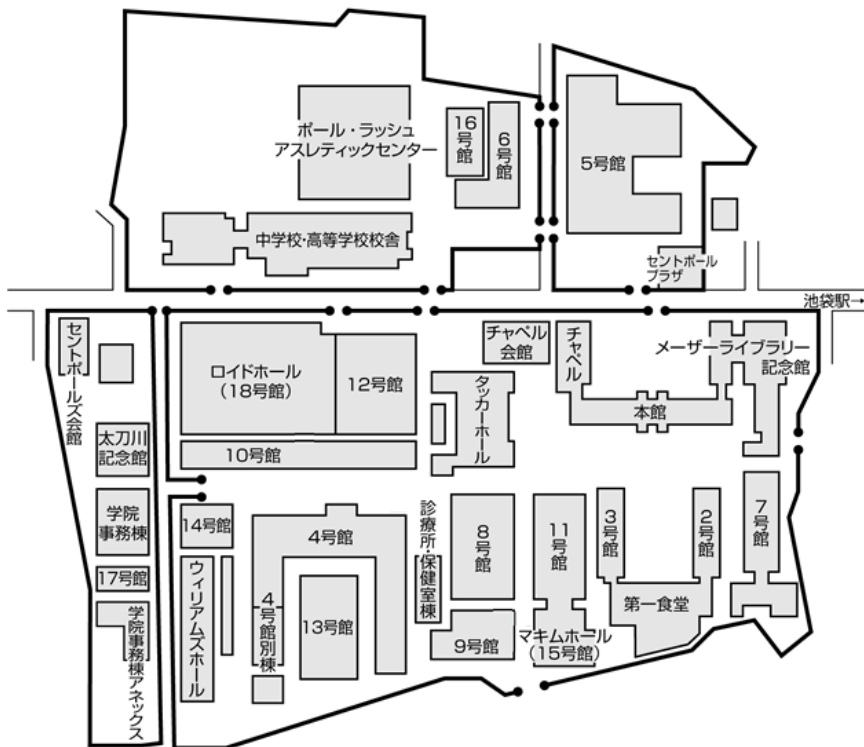 ポール・ラッシュ
アスレティックセンター
16号館
6号館
5号館
中学校・高等学校校舎
セントポール
プラザ
池袋駅→
セントポールズ会館
ロイドホール
(18号館)
12号館
チャペル
会館
チャペル
メーザーライブラリー
記念館
本館
タッカーホール
太刀川
記念館
10号館
学院
事務棟
14号館
4号館
診療所・保健室棟
8号館
11号館
3号館
2号館
7号館
17号館
ウィリアムズホール
4号館別棟
13号館
第一食堂
学院事務棟アネックス
9号館
マキムホール
(15号館)